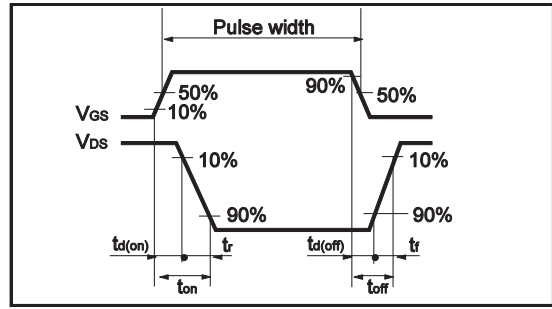 Pulse width
90%
50%
50%
10%
VGS
VDS
10%
10%
90%
90%
td(on)
tr
td(off)
tf
ton
toff